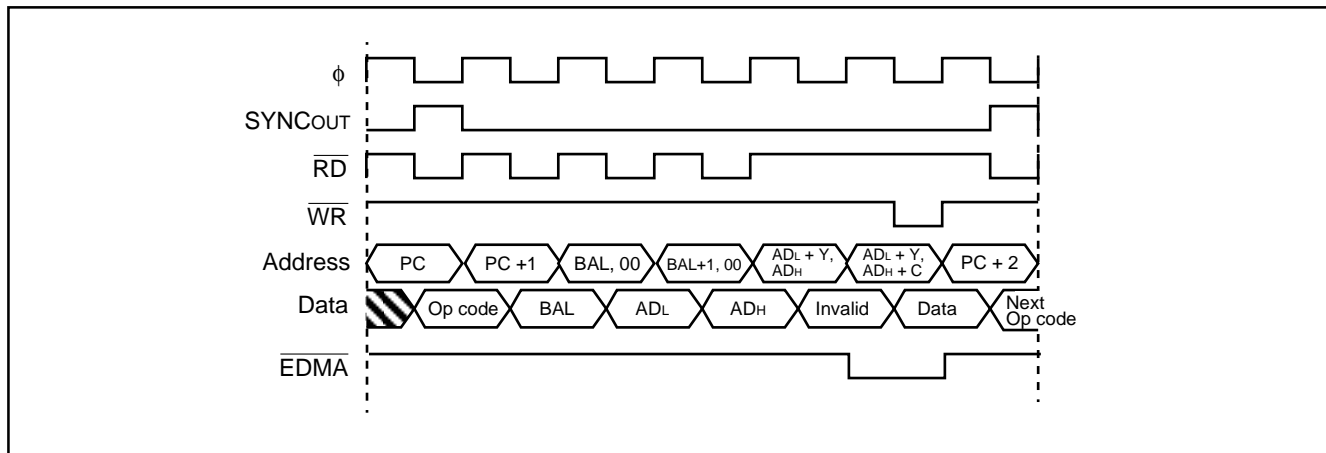 ϕ
SYNCOUT
RD
WR
Address PC PC +1 BAL, 00 BAL+1, 00 ADL + Y, ADH ADL + Y, ADH + C PC + 2
Data Op code BAL ADL ADH Invalid Data Next Op code
EDMA